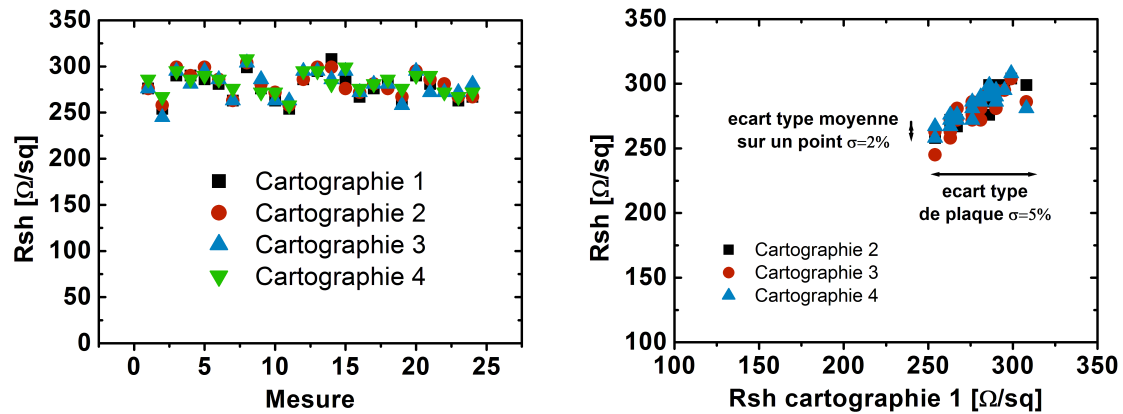 350
300
250
200
150
100
50
0
Rsh [Ω/sq]
Cartographie 1
Cartographie 2
Cartographie 3
Cartographie 4
0 5 10 15 20 25
Mesure
350
300
250
200
150
100
Rsh [Ω/sq]
ecart type moyenne
sur un point σ=2%
ecart type
de plaque σ=5%
Cartographie 2
Cartographie 3
Cartographie 4
100 150 200 250 300 350
Rsh cartographie 1 [Ω/sq]